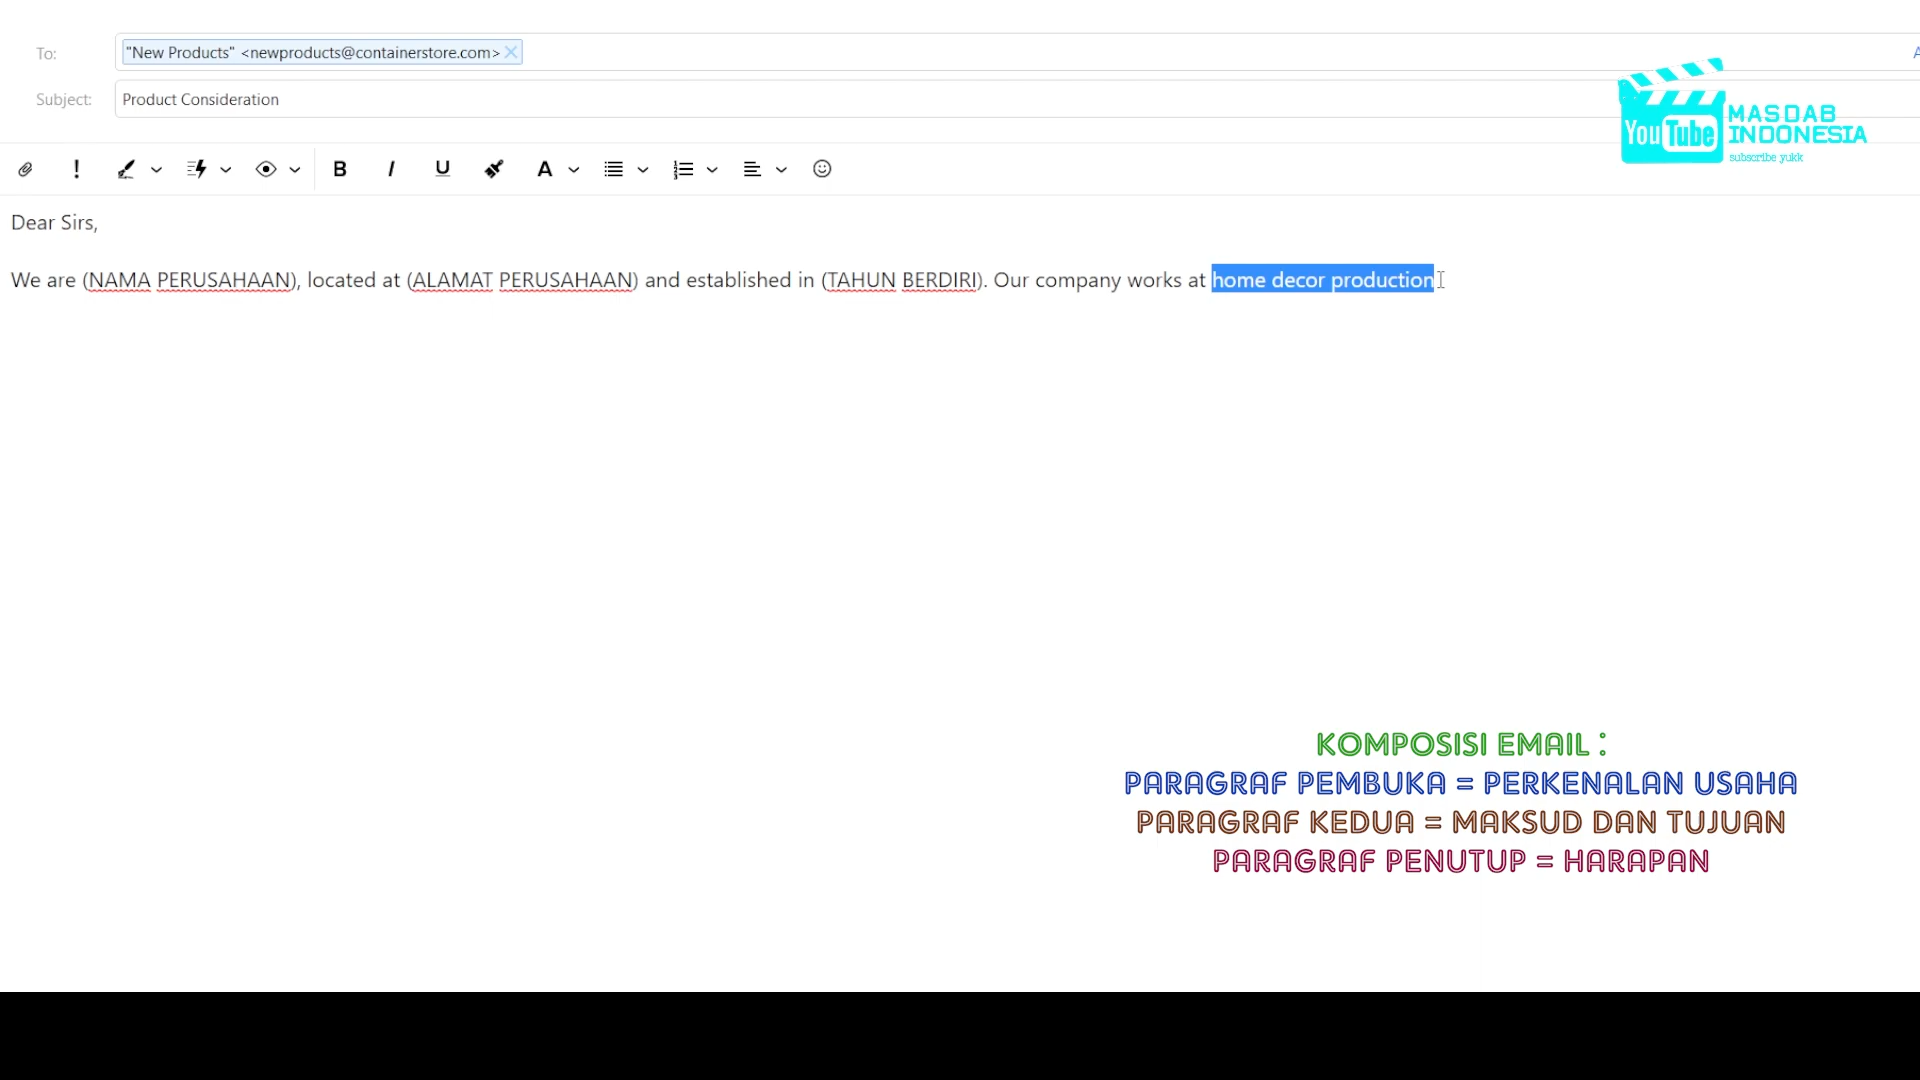 To: "New Products" <newproducts@containerstore.com>
Subject: Product Consideration
YouTube
MASDAB
INDONESIA
subscribe yukk
Dear Sirs,
We are (NAMA PERUSAHAAN), located at (ALAMAT PERUSAHAAN) and established in (TAHUN BERDIRI). Our company works at home decor production
KOMPOSISI EMAIL :
PARAGRAF PEMBUKA = PERKENALAN USAHA
PARAGRAF KEDUA = MAKSUD DAN TUJUAN
PARAGRAF PENUTUP = HARAPAN